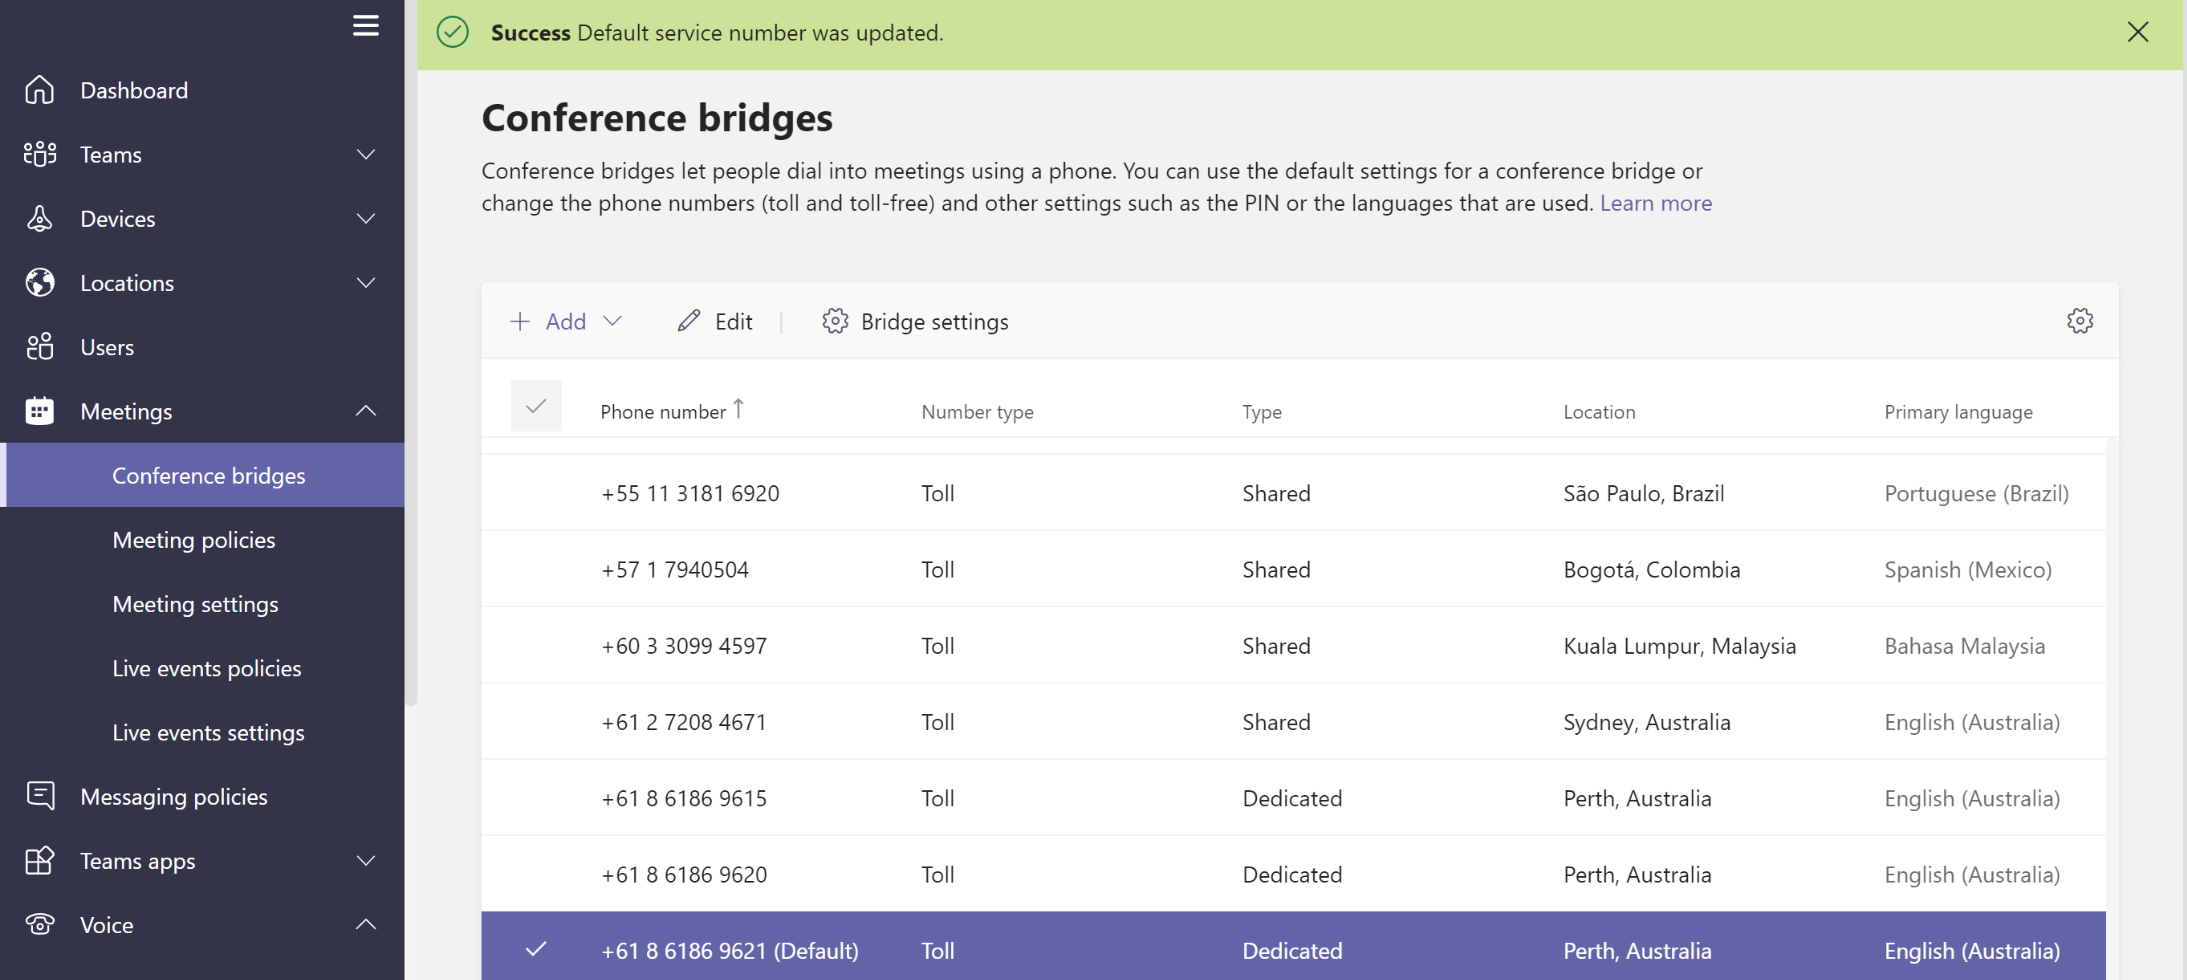 Success Default service number was updated.
Dashboard
Teams
Devices
Locations
Users
Meetings
Conference bridges
Meeting policies
Meeting settings
Live events policies
Live events settings
Messaging policies
Teams apps
Voice
Conference bridges
Conference bridges let people dial into meetings using a phone. You can use the default settings for a conference bridge or
change the phone numbers (toll and toll-free) and other settings such as the PIN or the languages that are used. Learn more
Add Edit Bridge settings
Phone number Number type Type Location Primary language
+55 11 3181 6920 Toll Shared São Paulo, Brazil Portuguese (Brazil)
+57 1 7940504 Toll Shared Bogotá, Colombia Spanish (Mexico)
+60 3 3099 4597 Toll Shared Kuala Lumpur, Malaysia Bahasa Malaysia
+61 2 7208 4671 Toll Shared Sydney, Australia English (Australia)
+61 8 6186 9615 Toll Dedicated Perth, Australia English (Australia)
+61 8 6186 9620 Toll Dedicated Perth, Australia English (Australia)
+61 8 6186 9621 (Default) Toll Dedicated Perth, Australia English (Australia)